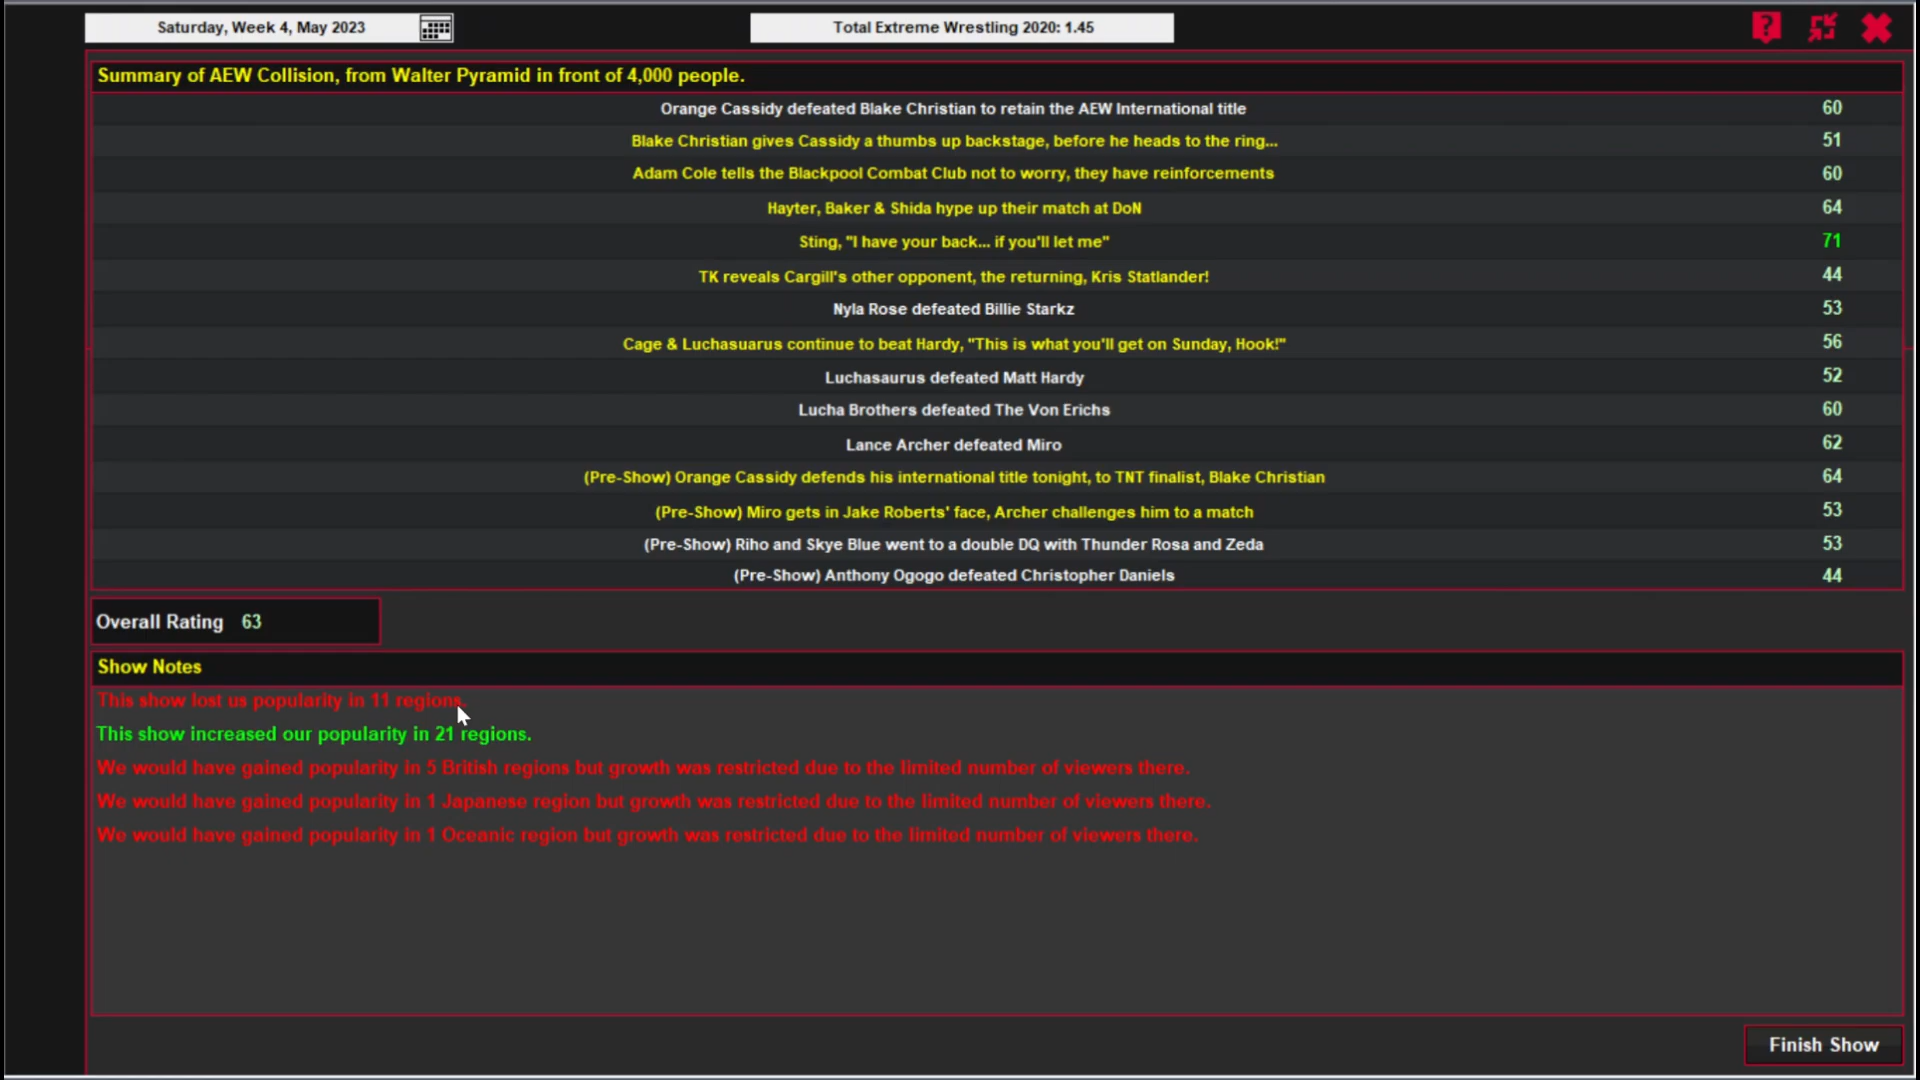 Saturday, Week 4, May 2023
Total Extreme Wrestling 2020: 1.45
?
Summary of AEW Collision, from Walter Pyramid in front of 4,000 people.
Orange Cassidy defeated Blake Christian to retain the AEW International title 60
Blake Christian gives Cassidy a thumbs up backstage, before he heads to the ring... 51
Adam Cole tells the Blackpool Combat Club not to worry, they have reinforcements 60
Hayter, Baker & Shida hype up their match at DoN 64
Sting, "I have your back... if you'll let me" 71
TK reveals Cargill's other opponent, the returning, Kris Statlander! 44
Nyla Rose defeated Billie Starkz 53
Cage & Luchasuarus continue to beat Hardy, "This is what you'll get on Sunday, Hook!" 56
Luchasaurus defeated Matt Hardy 52
Lucha Brothers defeated The Von Erichs 60
Lance Archer defeated Miro 62
(Pre-Show) Orange Cassidy defends his international title tonight, to TNT finalist, Blake Christian 64
(Pre-Show) Miro gets in Jake Roberts' face, Archer challenges him to a match 53
(Pre-Show) Riho and Skye Blue went to a double DQ with Thunder Rosa and Zeda 53
(Pre-Show) Anthony Ogogo defeated Christopher Daniels 44
Overall Rating 63
Show Notes
This show lost us popularity in 11 regions.
This show increased our popularity in 21 regions.
We would have gained popularity in 5 British regions but growth was restricted due to the limited number of viewers there.
We would have gained popularity in 1 Japanese region but growth was restricted due to the limited number of viewers there.
We would have gained popularity in 1 Oceanic region but growth was restricted due to the limited number of viewers there.
Finish Show